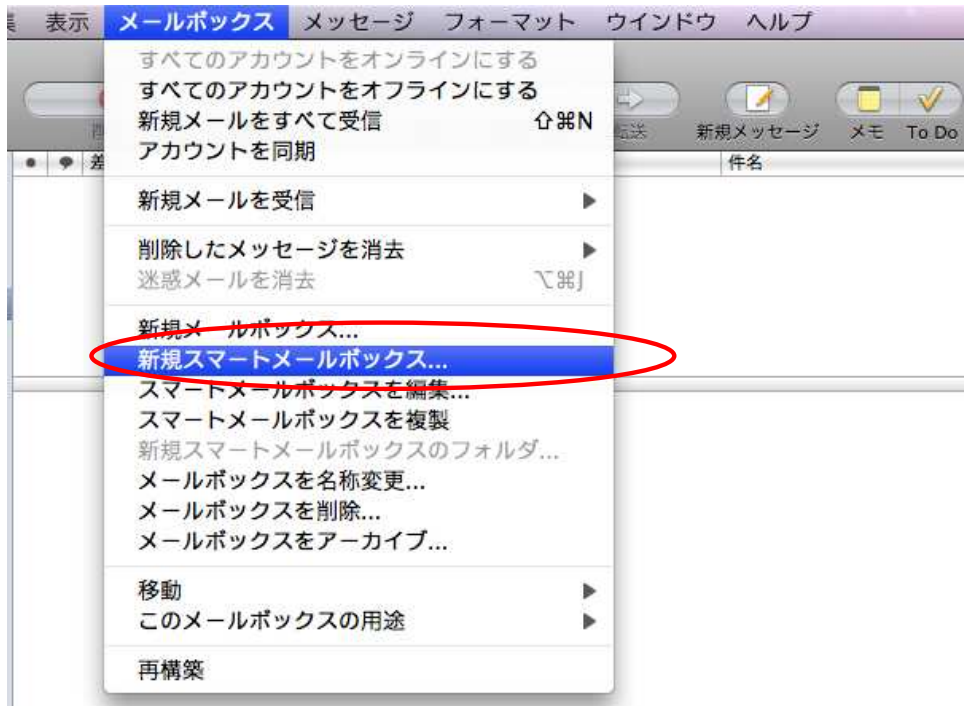 表示 メールボックス メッセージ フォーマット ウインドウ ヘルプ
すべてのアカウントをオンラインにする
すべてのアカウントをオフラインにする
新規メールをすべて受信 ⇧⌘N
アカウントを同期
転送 新規メッセージ メモ To Do
差 件名
新規メールを受信 ▶
削除したメッセージを消去 ▶
迷惑メールを消去 ⌥⌘J
新規メールボックス...
新規スマートメールボックス...
スマートメールボックスを編集...
スマートメールボックスを複製
新規スマートメールボックスのフォルダ...
メールボックスを名称変更...
メールボックスを削除...
メールボックスをアーカイブ...
移動 ▶
このメールボックスの用途 ▶
再構築